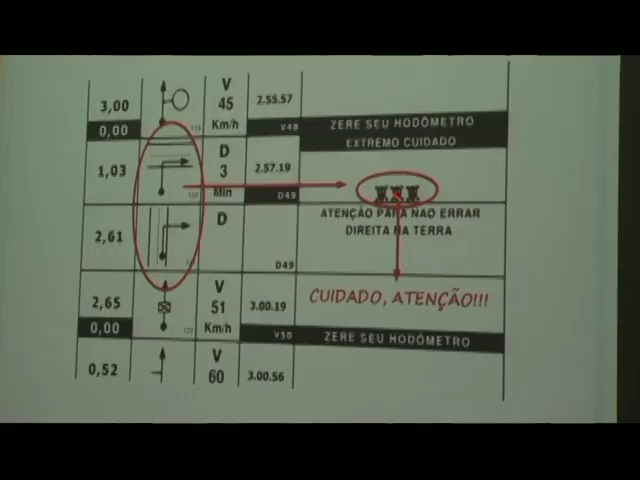 3,00
V
45
Km/h
2.55.57
0,00
V48
ZERE SEU HODÔMETRO
EXTREMO CUIDADO
1,03
D
3
Min
2.57.19
D49
ATENÇÃO PARA NÃO ERRAR
DIREITA NA TERRA
2,61
D
D49
2,65
V
51
Km/h
3.00.19
CUIDADO, ATENÇÃO!!!
0,00
V50
ZERE SEU HODÔMETRO
0,52
V
60
3.00.56